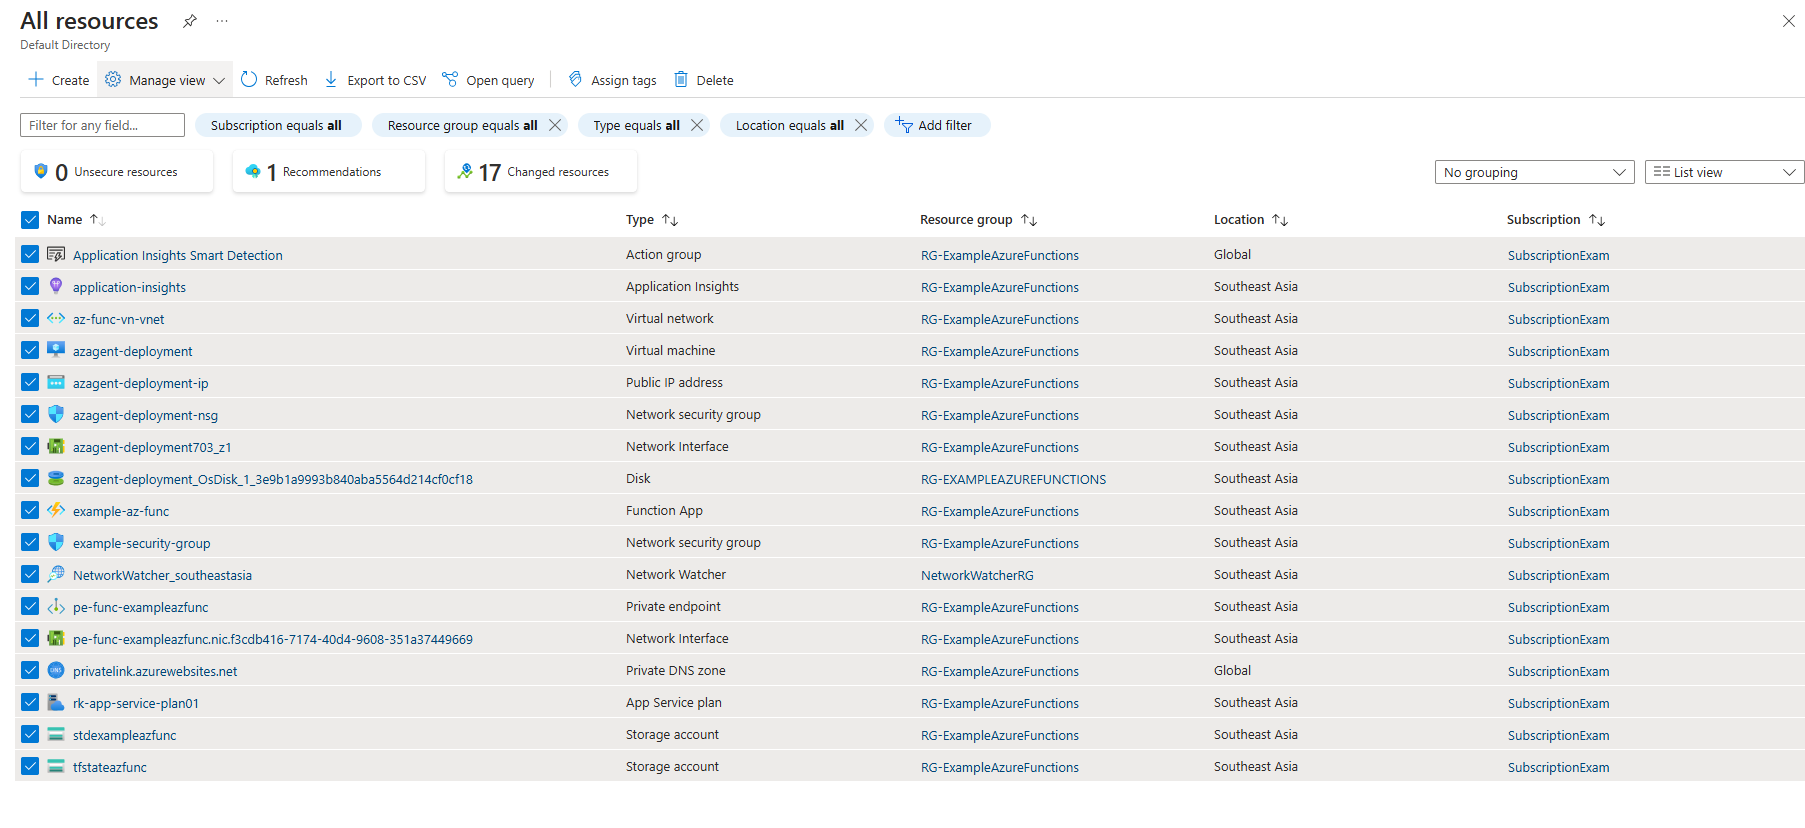 All resources
Default Directory
Create Manage view Refresh Export to CSV Open query Assign tags Delete
Filter for any field... Subscription equals all Resource group equals all Type equals all Location equals all Add filter
0 Unsecure resources 1 Recommendations 17 Changed resources No grouping List view
Name Type Resource group Location Subscription
Application Insights Smart Detection Action group RG-ExampleAzureFunctions Global SubscriptionExam
application-insights Application Insights RG-ExampleAzureFunctions Southeast Asia SubscriptionExam
az-func-vn-vnet Virtual network RG-ExampleAzureFunctions Southeast Asia SubscriptionExam
azagent-deployment Virtual machine RG-ExampleAzureFunctions Southeast Asia SubscriptionExam
azagent-deployment-ip Public IP address RG-ExampleAzureFunctions Southeast Asia SubscriptionExam
azagent-deployment-nsg Network security group RG-ExampleAzureFunctions Southeast Asia SubscriptionExam
azagent-deployment703_z1 Network Interface RG-ExampleAzureFunctions Southeast Asia SubscriptionExam
azagent-deployment_OsDisk_1_3e9b1a9993b840aba5564d214cf0cf18 Disk RG-EXAMPLEAZUREFUNCTIONS Southeast Asia SubscriptionExam
example-az-func Function App RG-ExampleAzureFunctions Southeast Asia SubscriptionExam
example-security-group Network security group RG-ExampleAzureFunctions Southeast Asia SubscriptionExam
NetworkWatcher_southeastasia Network Watcher NetworkWatcherRG Southeast Asia SubscriptionExam
pe-func-exampleazfunc Private endpoint RG-ExampleAzureFunctions Southeast Asia SubscriptionExam
pe-func-exampleazfunc.nic.f3cdb416-7174-40d4-9608-351a37449669 Network Interface RG-ExampleAzureFunctions Southeast Asia SubscriptionExam
DNS privatelink.azurewebsites.net Private DNS zone RG-ExampleAzureFunctions Global SubscriptionExam
rk-app-service-plan01 App Service plan RG-ExampleAzureFunctions Southeast Asia SubscriptionExam
stdexampleazfunc Storage account RG-ExampleAzureFunctions Southeast Asia SubscriptionExam
tfstateazfunc Storage account RG-ExampleAzureFunctions Southeast Asia SubscriptionExam